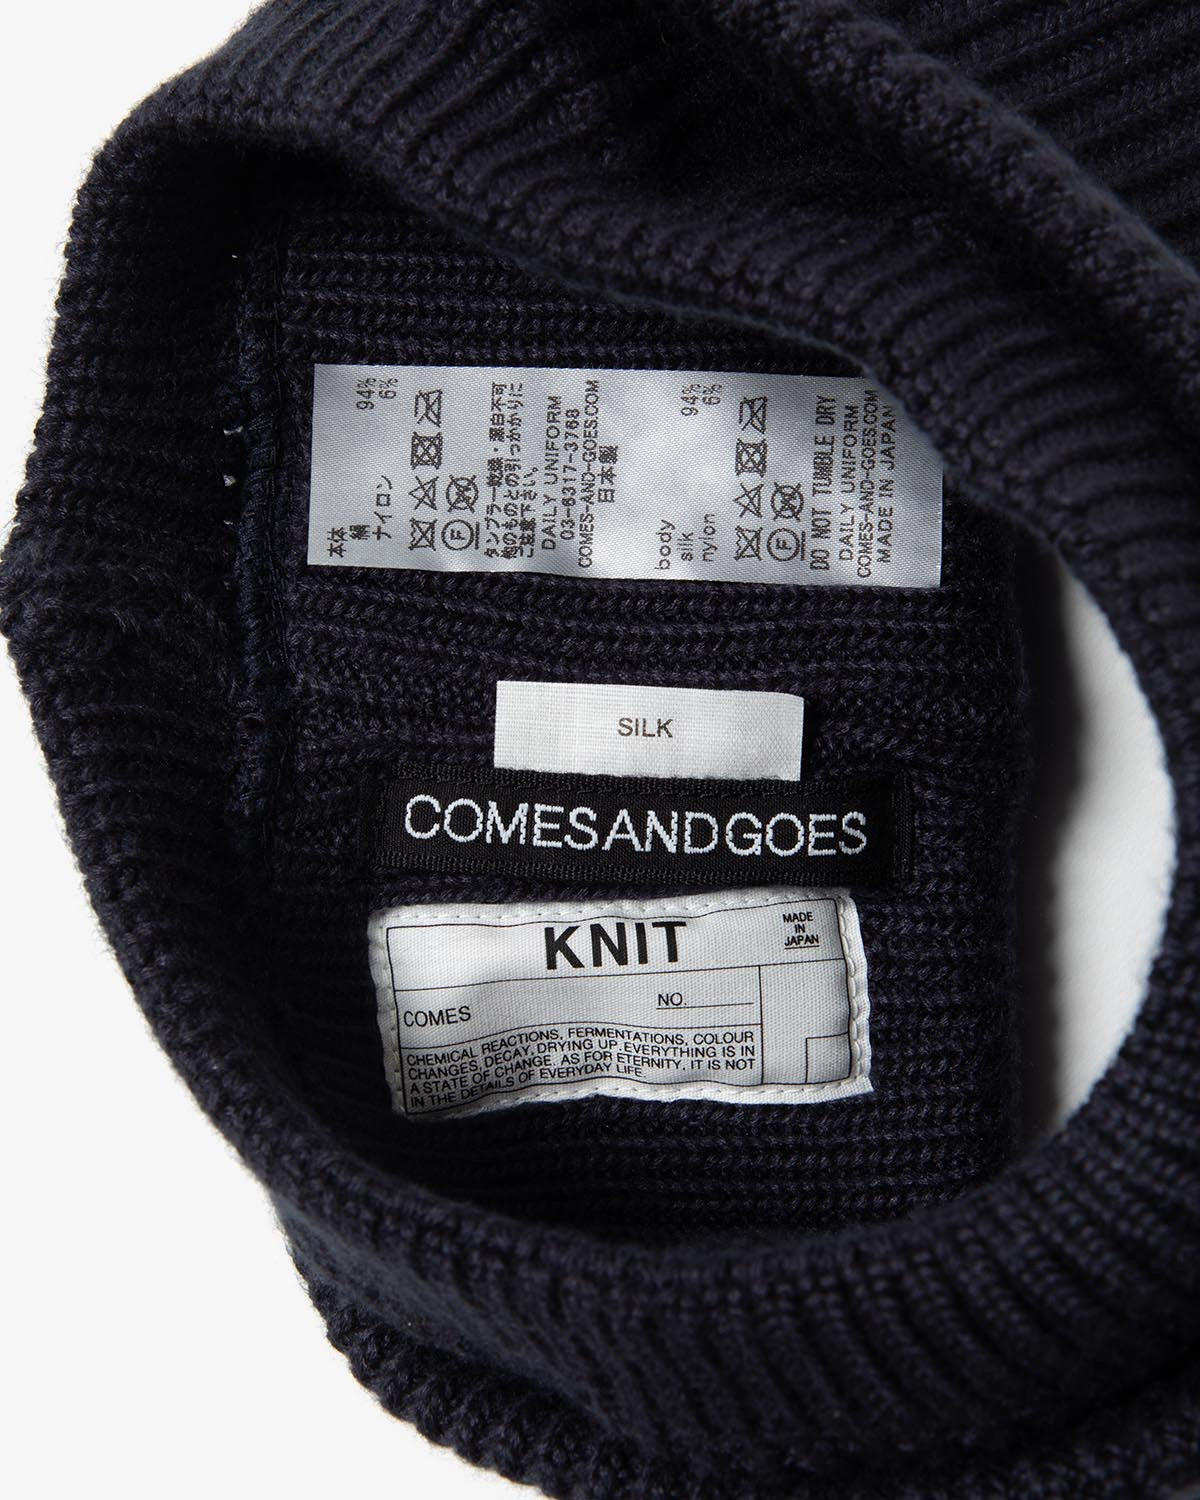 本体
絹 94%
ナイロン 6%
F
タンブラー乾燥・漂白不可
他のものとの引っかかりに
ご注意下さい。
DAILY UNIFORM
03-6317-3768
COMES-AND-GOES.COM
日本製
body
silk 94%
nylon 6%
F
DO NOT TUMBLE DRY
DAILY UNIFORM
COMES-AND-GOES.COM
MADE IN JAPAN
SILK
COMESANDGOES
KNIT
MADE
IN
JAPAN
COMES
NO.
CHEMICAL REACTIONS, FERMENTATIONS, COLOUR
CHANGES, DECAY, DRYING UP. EVERYTHING IS IN
A STATE OF CHANGE. AS FOR ETERNITY, IT IS NOT
IN THE DETAILS OF EVERYDAY LIFE